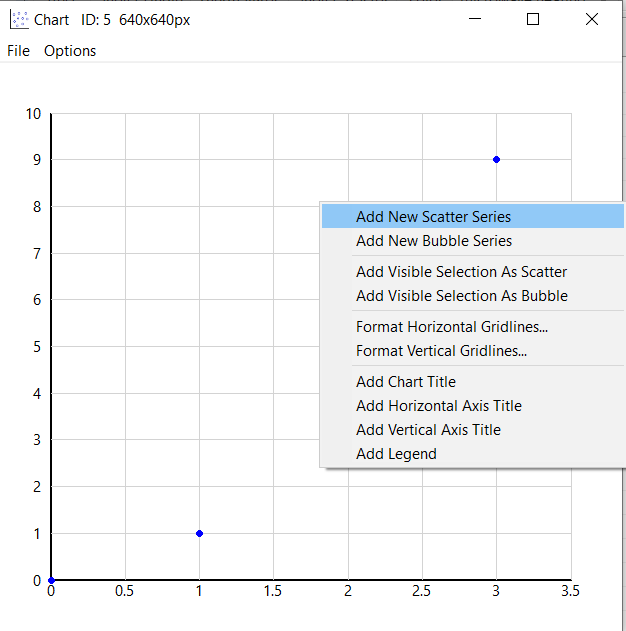 Chart ID: 5 640x640px
File Options
10
9
8
7
6
5
4
3
2
1
0
0 0.5 1 1.5 2 2.5 3 3.5
Add New Scatter Series
Add New Bubble Series
Add Visible Selection As Scatter
Add Visible Selection As Bubble
Format Horizontal Gridlines...
Format Vertical Gridlines...
Add Chart Title
Add Horizontal Axis Title
Add Vertical Axis Title
Add Legend